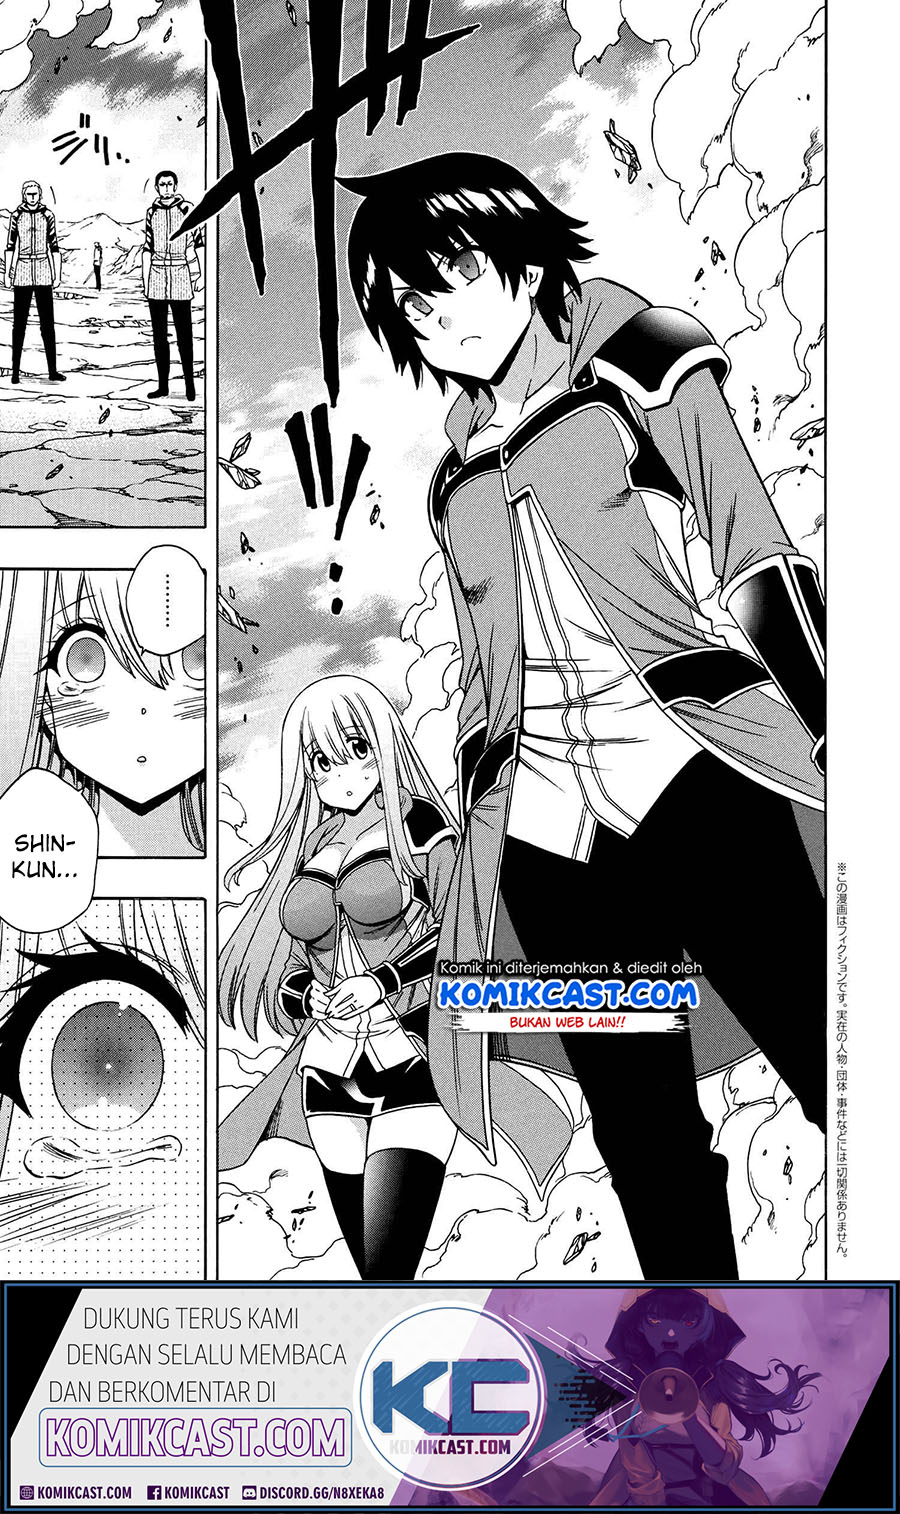 ドン!!
ジリ..
………
SHIN-
KUN...
※この漫画はフィクションです。実在の人物・団体・事件などには一切関係ありません。
Komik ini diterjemahkan & diedit oleh
KOMIKCAST.COM
BUKAN WEB LAIN!!
DUKUNG TERUS KAMI
DENGAN SELALU MEMBACA
DAN BERKOMENTAR DI
KOMIKCAST.COM
KC
KOMIKCAST.COM
KOMIKCAST.COM KOMIKCAST DISCORD.GG/N8XEKA8